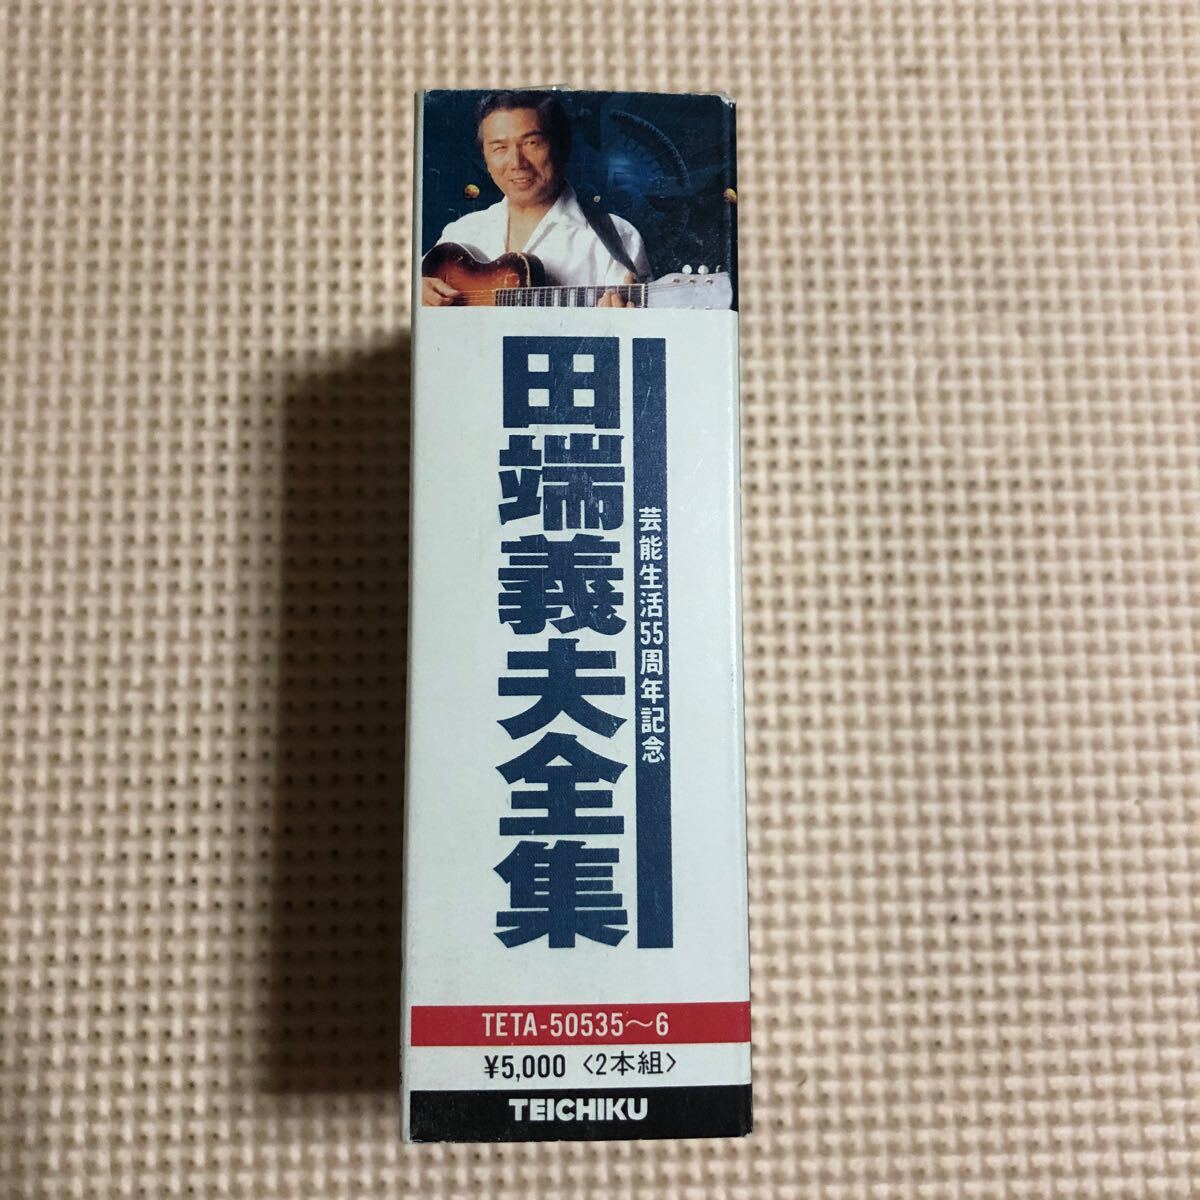 芸能生活55周年記念
田端義夫全集
TETA-50535〜6
¥5,000〈2本組〉
TEICHIKU